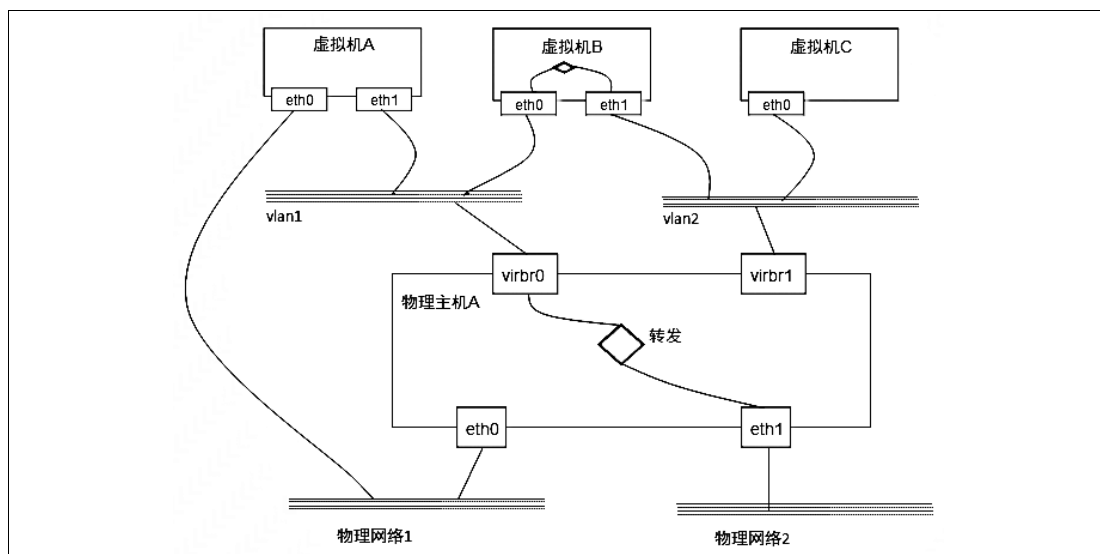 虚拟机A
虚拟机B
虚拟机C
eth0
eth1
eth0
eth1
eth0
vlan1
vlan2
virbr0
virbr1
物理主机A
转发
eth0
eth1
物理网络1
物理网络2